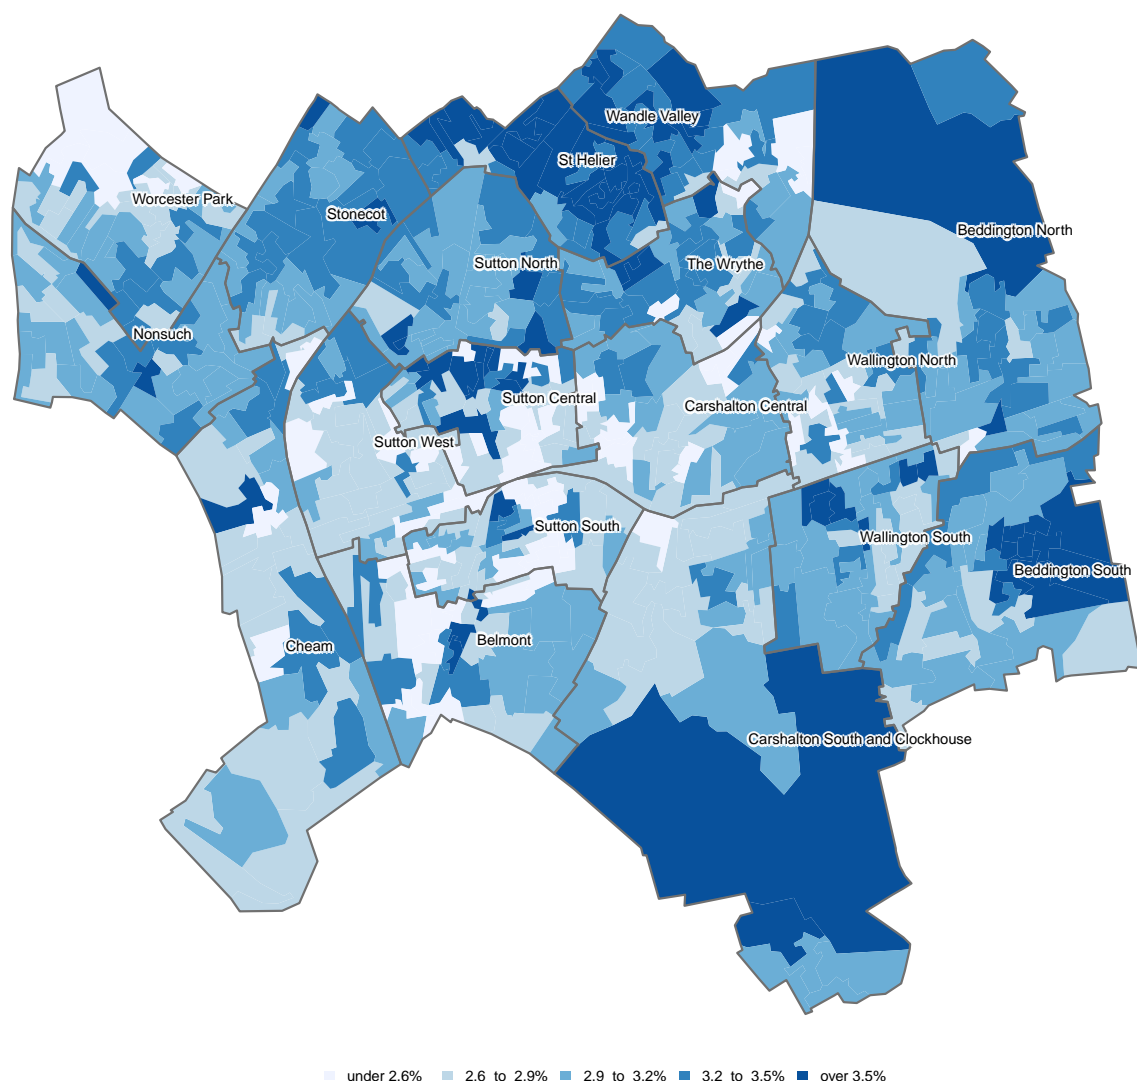 Wandle Valley
St Helier
Worcester Park
Stonecot
Beddington North
Sutton North
The Wrythe
Nonsuch
Wallington North
Sutton Central
Carshalton Central
Sutton West
Sutton South
Wallington South
Beddington South
Cheam
Belmont
Carshalton South and Clockhouse
under 2.6% 2.6 to 2.9% 2.9 to 3.2% 3.2 to 3.5% over 3.5%